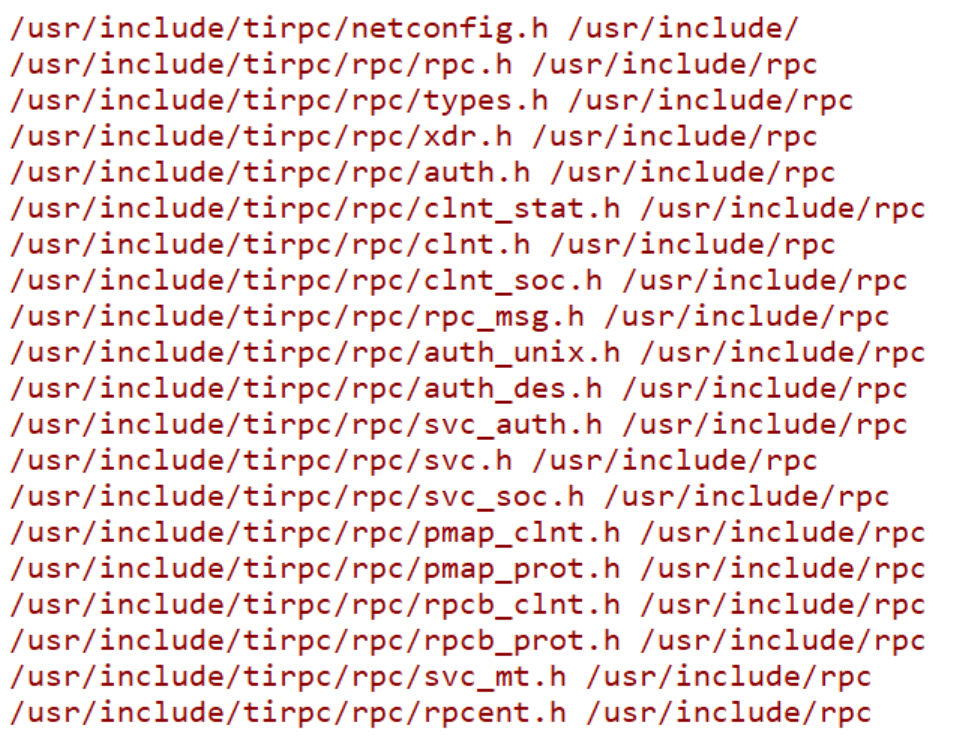 /usr/include/tirpc/netconfig.h /usr/include/
/usr/include/tirpc/rpc/rpc.h /usr/include/rpc
/usr/include/tirpc/rpc/types.h /usr/include/rpc
/usr/include/tirpc/rpc/xdr.h /usr/include/rpc
/usr/include/tirpc/rpc/auth.h /usr/include/rpc
/usr/include/tirpc/rpc/clnt_stat.h /usr/include/rpc
/usr/include/tirpc/rpc/clnt.h /usr/include/rpc
/usr/include/tirpc/rpc/clnt_soc.h /usr/include/rpc
/usr/include/tirpc/rpc/rpc_msg.h /usr/include/rpc
/usr/include/tirpc/rpc/auth_unix.h /usr/include/rpc
/usr/include/tirpc/rpc/auth_des.h /usr/include/rpc
/usr/include/tirpc/rpc/svc_auth.h /usr/include/rpc
/usr/include/tirpc/rpc/svc.h /usr/include/rpc
/usr/include/tirpc/rpc/svc_soc.h /usr/include/rpc
/usr/include/tirpc/rpc/pmap_clnt.h /usr/include/rpc
/usr/include/tirpc/rpc/pmap_prot.h /usr/include/rpc
/usr/include/tirpc/rpc/rpcb_clnt.h /usr/include/rpc
/usr/include/tirpc/rpc/rpcb_prot.h /usr/include/rpc
/usr/include/tirpc/rpc/svc_mt.h /usr/include/rpc
/usr/include/tirpc/rpc/rpcent.h /usr/include/rpc